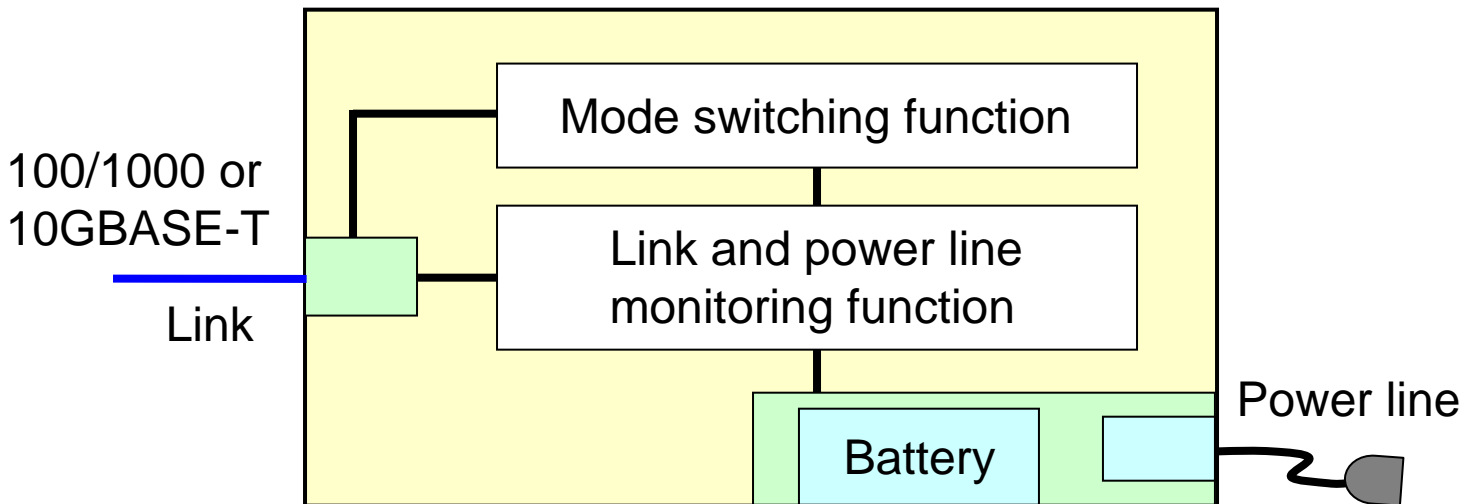 Mode switching function
100/1000 or
10GBASE-T
Link and power line
monitoring function
Link
Power line
Battery